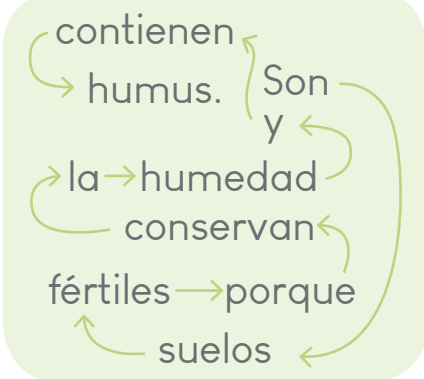 contienen
humus. Son
y
la humedad
conservan
fértiles porque
suelos